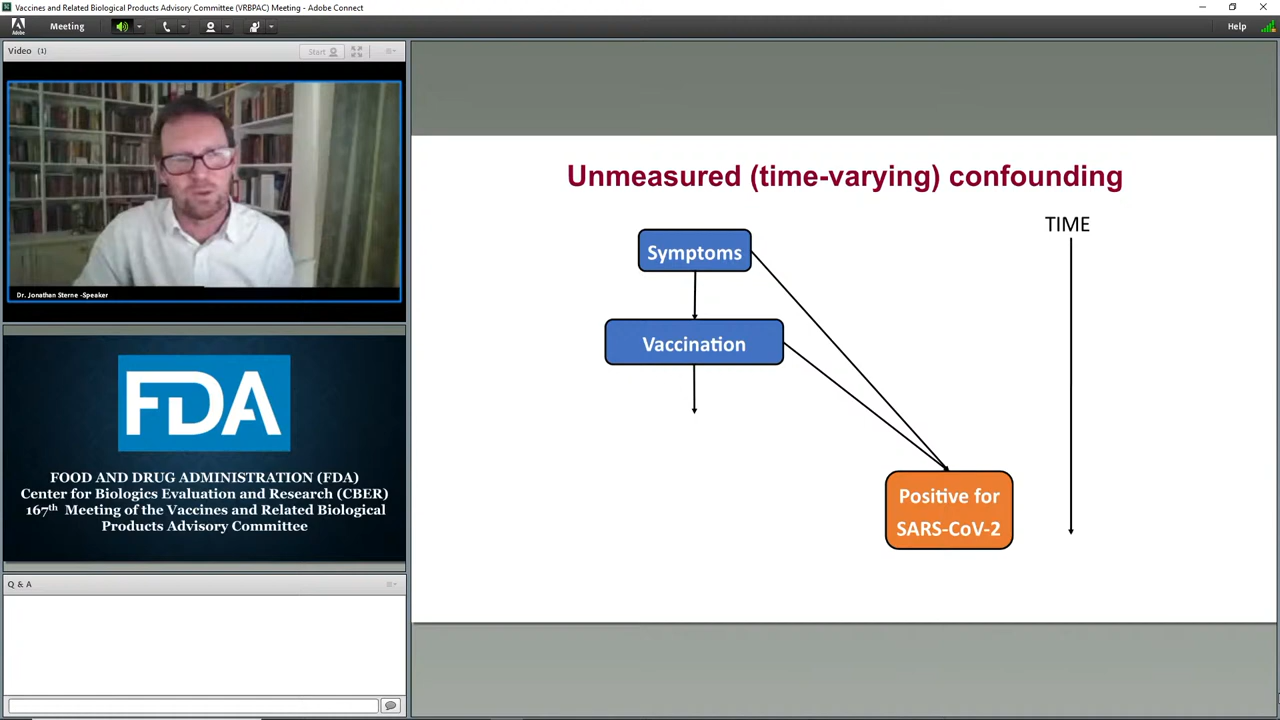 Vaccines and Related Biological Products Advisory Committee (VRBPAC) Meeting - Adobe Connect
Adobe
Meeting
Help
Video (1)
Start
Dr. Jonathan Sterne -Speaker
FDA
FOOD AND DRUG ADMINISTRATION (FDA)
Center for Biologics Evaluation and Research (CBER)
167th Meeting of the Vaccines and Related Biological
Products Advisory Committee
Q & A
Unmeasured (time-varying) confounding
TIME
Symptoms
Vaccination
Positive for
SARS-CoV-2